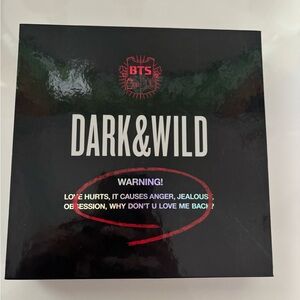 BTS
DARK&WILD
WARNING!
LOVE HURTS, IT CAUSES ANGER, JEALOUSY,
OBSESSION, WHY DON'T U LOVE ME BACK?